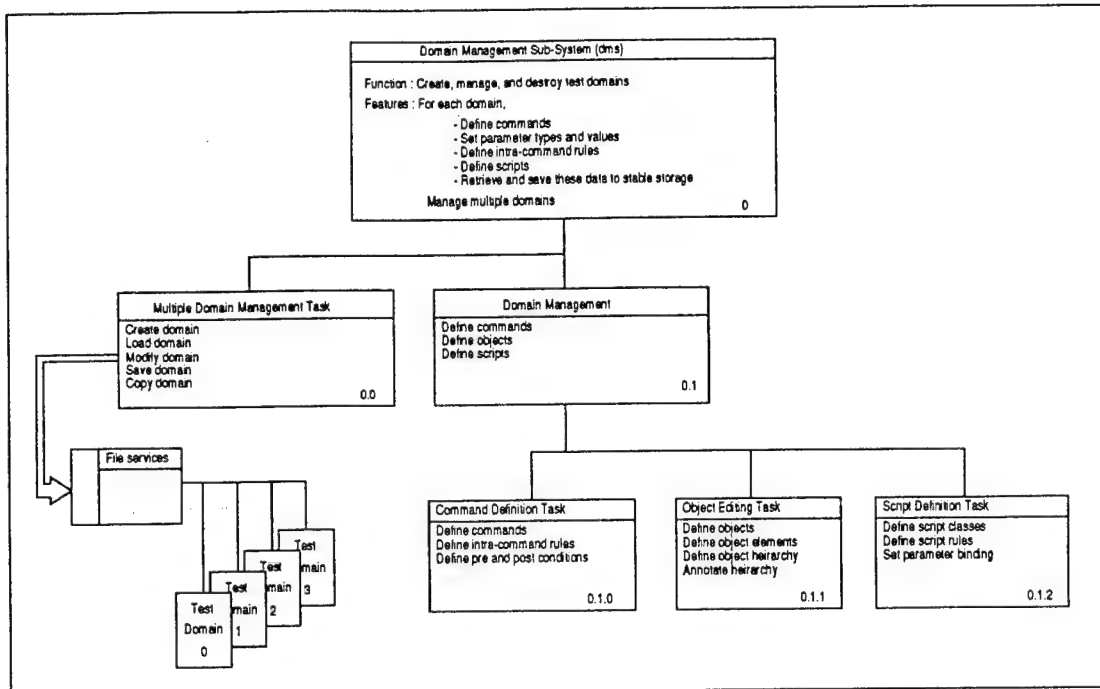 Domain Management Sub-System (dms)
Function : Create, manage, and destroy test domains
Features : For each domain,
- Define commands
- Set parameter types and values
- Define intra-command rules
- Define scripts
- Retrieve and save these data to stable storage
Manage multiple domains
0
Multiple Domain Management Task
Create domain
Load domain
Modify domain
Save domain
Copy domain
0.0
Domain Management
Define commands
Define objects
Define scripts
0.1
File services
Test
Domain
0
Test
main
1
Test
main
2
Test
main
3
Command Definition Task
Define commands
Define intra-command rules
Define pre and post conditions
0.1.0
Object Editing Task
Define objects
Define object elements
Define object heirarchy
Annotate heirarchy
0.1.1
Script Definition Task
Define script classes
Define script rules
Set parameter binding
0.1.2